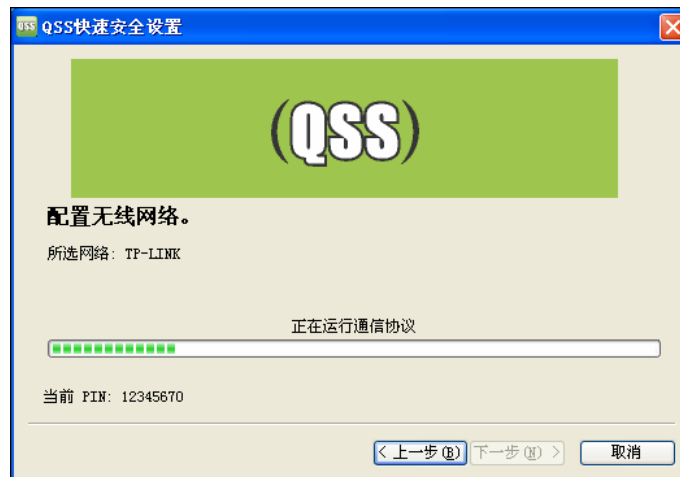 QSS QSS快速安全设置
(QSS)
配置无线网络。
所选网络: TP-LINK
正在运行通信协议
当前 PIN: 12345670
< 上一步(B) 下一步(N) > 取消